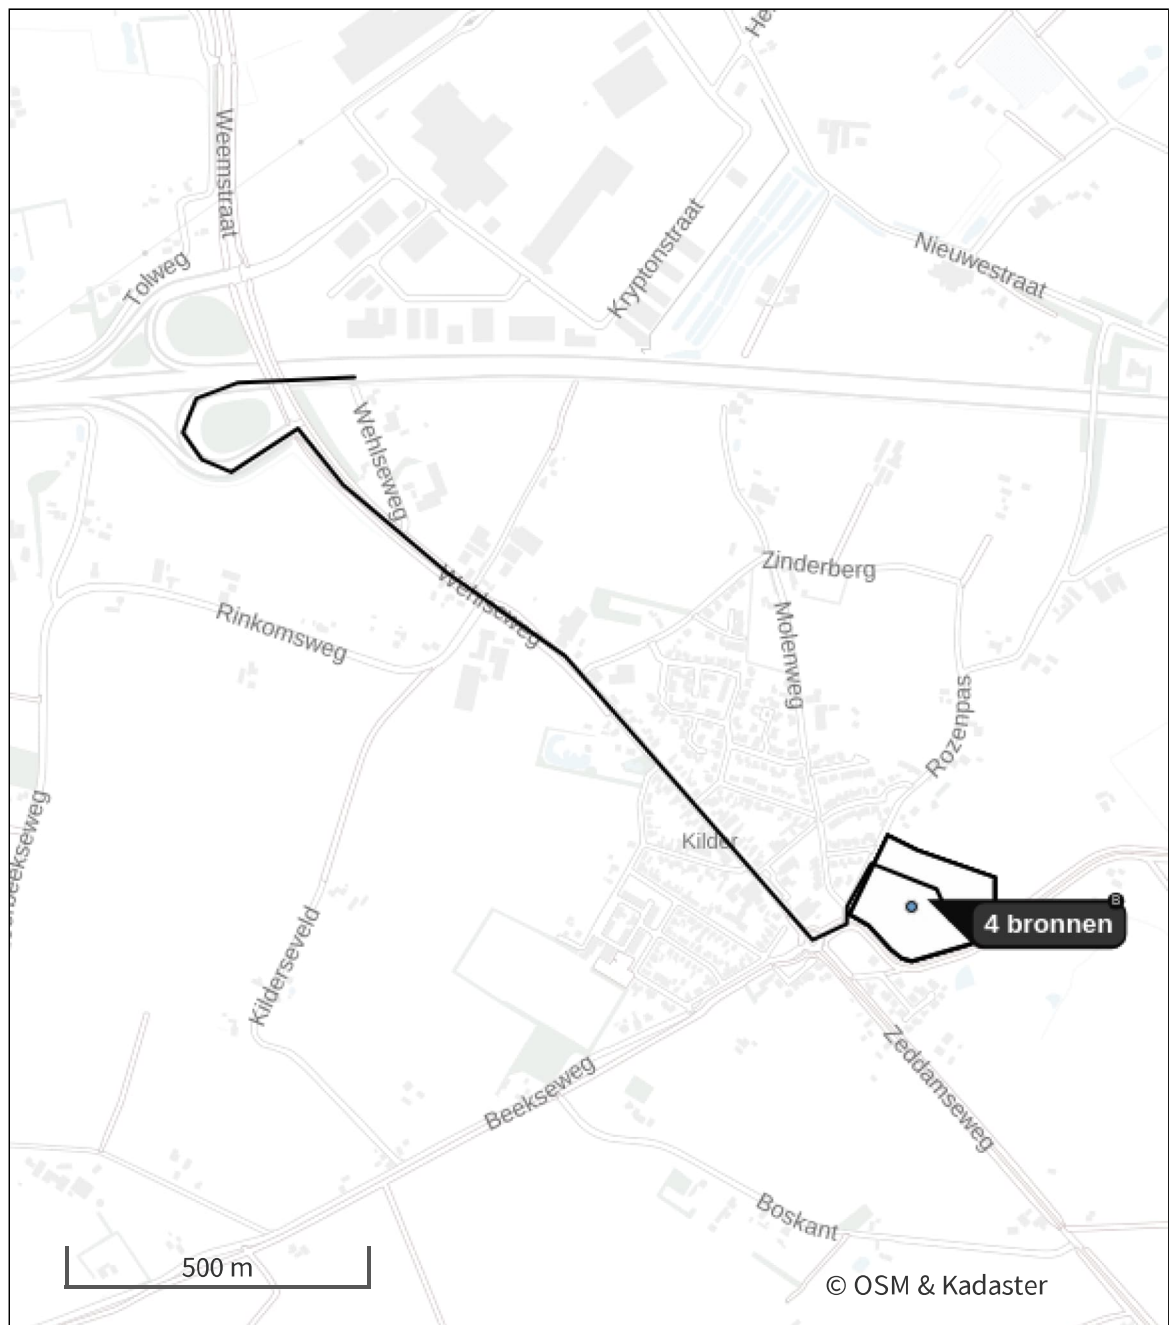 Weemstraat
Tolweg
Kryptonstraat
Nieuwestraat
Wehlseweg
Zinderberg
Wehlseweg
Rinkomsweg
Molenweg
Rozenpas
Kilder
B
4 bronnen
Kilderseveld
Zeddamseweg
Beekseweg
Boskant
500 m
© OSM & Kadaster